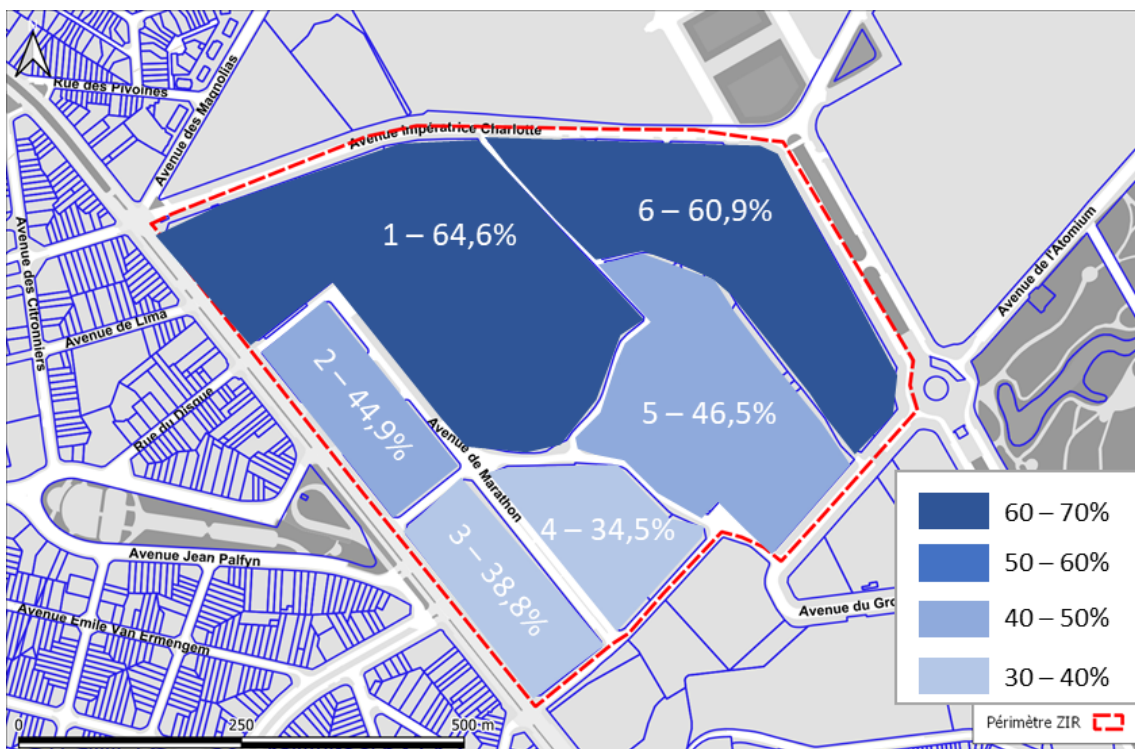 Rue des Pivoines
Avenue des Magnolias
Avenue Impératrice Charlotte
1 – 64,6%
6 – 60,9%
Avenue de l'Atomium
Avenue des Citronniers
Avenue de Lima
Rue du Disque
2 – 44,9%
5 – 46,5%
Avenue de Marathon
3 – 38,8%
4 – 34,5%
Avenue Jean Palfyn
Avenue Emile Van Ermengem
Avenue du Gro
60 – 70%
50 – 60%
40 – 50%
30 – 40%
Périmètre ZIR
0 250 500 m